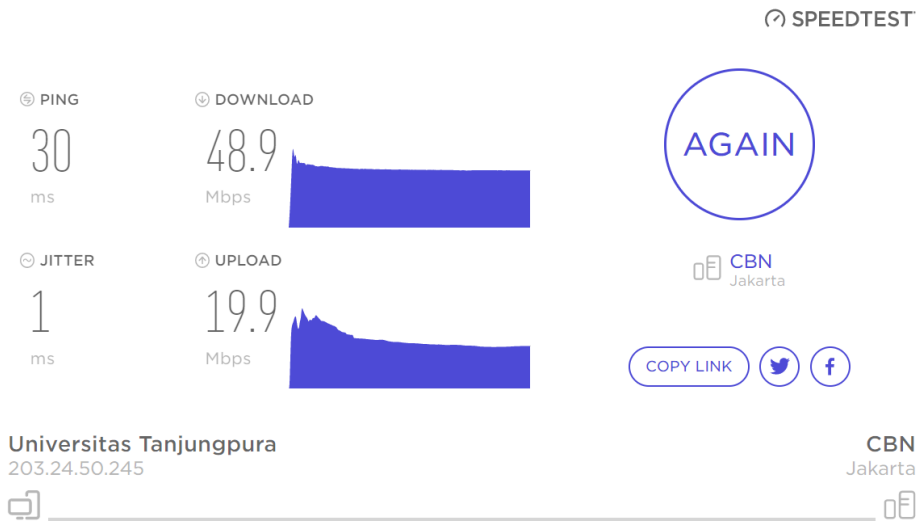 SPEEDTEST
PING
30
ms
DOWNLOAD
48.9
Mbps
JITTER
1
ms
UPLOAD
19.9
Mbps
AGAIN
CBN
Jakarta
COPY LINK
Universitas Tanjungpura
203.24.50.245
CBN
Jakarta